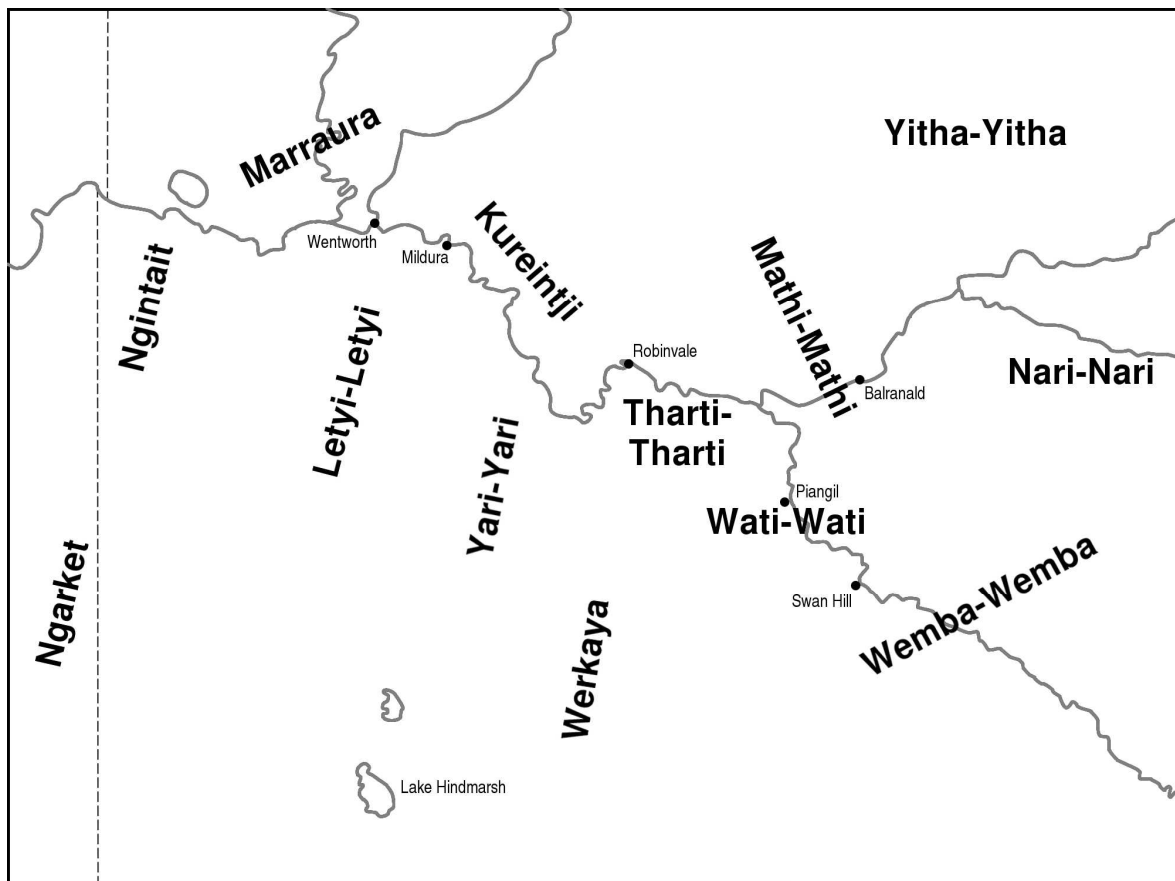 Marraura
Yitha-Yitha
Kureintji
Wentworth
Mildura
Ngintait
Mathi-Mathi
Letyi-Letyi
Robinvale
Nari-Nari
Balranald
Tharti-
Tharti
Yari-Yari
Piangil
Wati-Wati
Ngarket
Swan Hill
Wemba-Wemba
Werkaya
Lake Hindmarsh